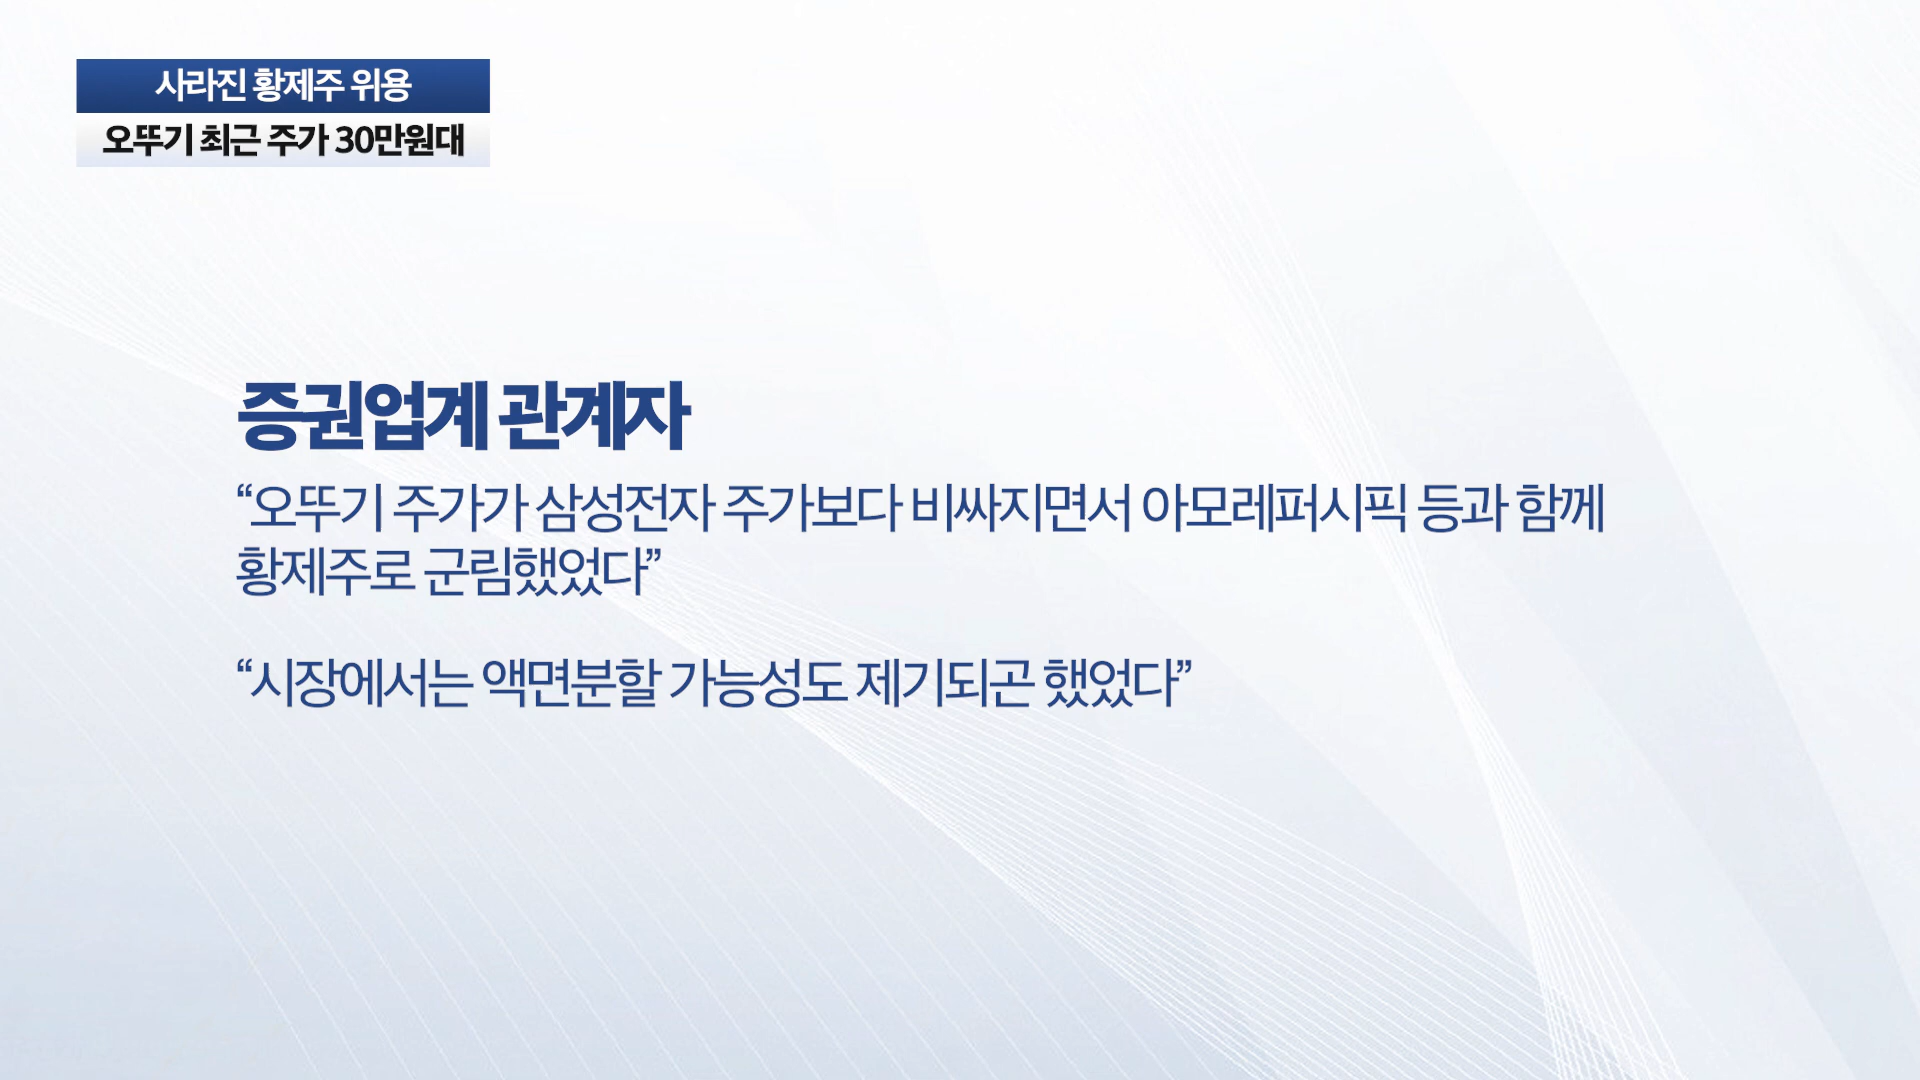 사라진 황제주 위용
오뚜기 최근 주가 30만원대
증권업계 관계자
“오뚜기 주가가 삼성전자 주가보다 비싸지면서 아모레퍼시픽 등과 함께
황제주로 군림했었다”
“시장에서는 액면분할 가능성도 제기되곤 했었다”